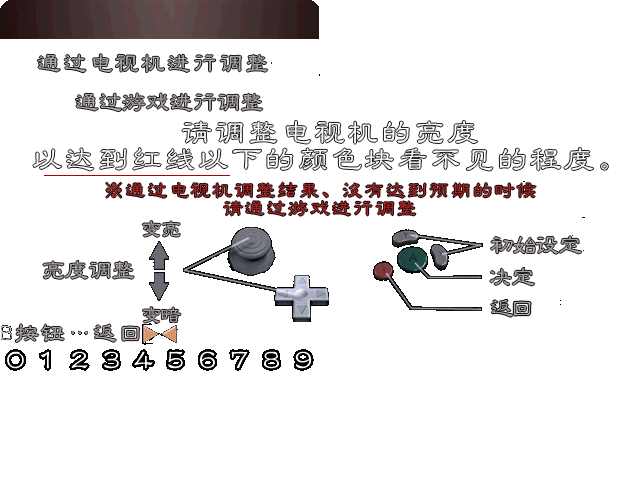 通过电视机进行调整
通过游戏进行调整
请调整电视机的亮度
以达到红线以下的颜色块看不见的程度。
※通过电视机调整结果、没有达到预期的时候
请通过游戏进行调整
变亮
亮度调整
变暗
初始设定
决定
返回
B按钮…返回
0 1 2 3 4 5 6 7 8 9